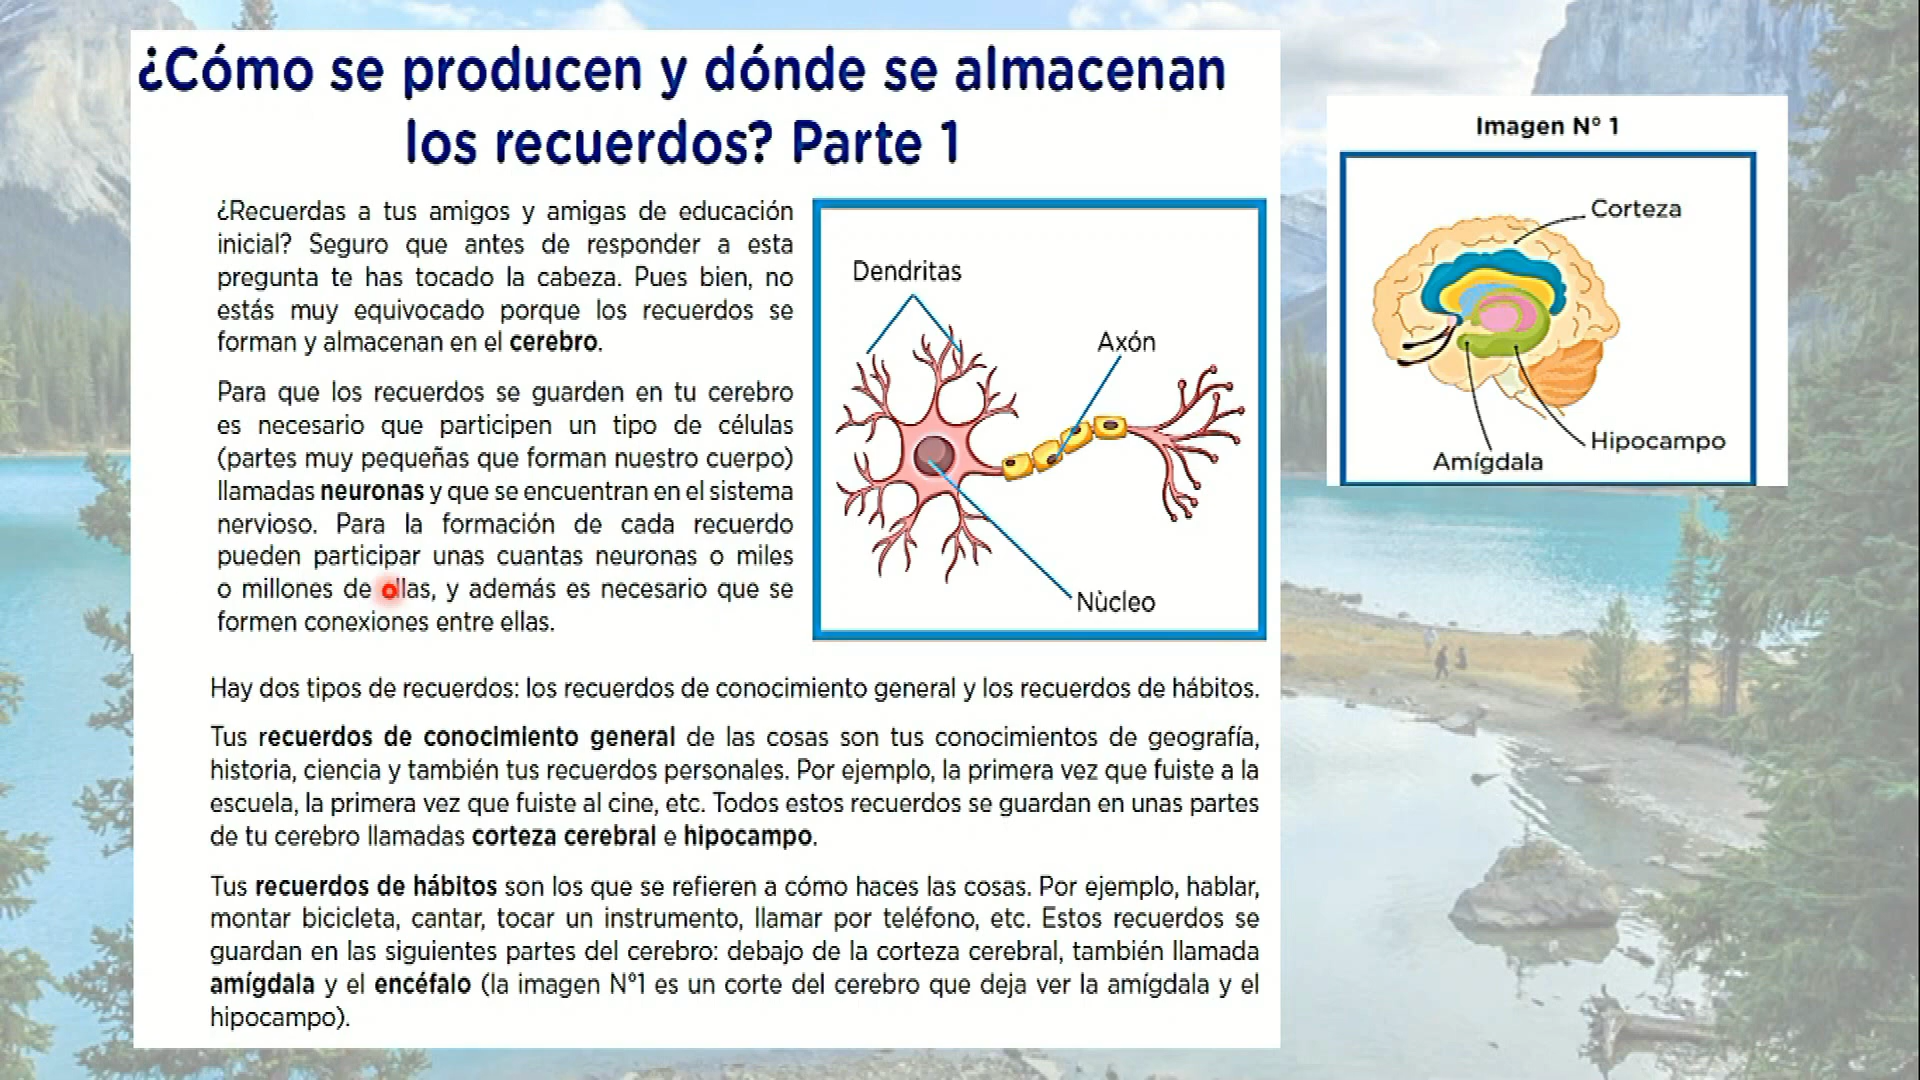 ¿Cómo se producen y dónde se almacenan
los recuerdos? Parte 1
¿Recuerdas a tus amigos y amigas de educación
inicial? Seguro que antes de responder a esta
pregunta te has tocado la cabeza. Pues bien, no
estás muy equivocado porque los recuerdos se
forman y almacenan en el cerebro.
Para que los recuerdos se guarden en tu cerebro
es necesario que participen un tipo de células
(partes muy pequeñas que forman nuestro cuerpo)
llamadas neuronas y que se encuentran en el sistema
nervioso. Para la formación de cada recuerdo
pueden participar unas cuantas neuronas o miles
o millones de ellas, y además es necesario que se
formen conexiones entre ellas.
Dendritas
Axón
Nùcleo
Hay dos tipos de recuerdos: los recuerdos de conocimiento general y los recuerdos de hábitos.
Tus recuerdos de conocimiento general de las cosas son tus conocimientos de geografía,
historia, ciencia y también tus recuerdos personales. Por ejemplo, la primera vez que fuiste a la
escuela, la primera vez que fuiste al cine, etc. Todos estos recuerdos se guardan en unas partes
de tu cerebro llamadas corteza cerebral e hipocampo.
Tus recuerdos de hábitos son los que se refieren a cómo haces las cosas. Por ejemplo, hablar,
montar bicicleta, cantar, tocar un instrumento, llamar por teléfono, etc. Estos recuerdos se
guardan en las siguientes partes del cerebro: debajo de la corteza cerebral, también llamada
amígdala y el encéfalo (la imagen N°1 es un corte del cerebro que deja ver la amígdala y el
hipocampo).
Imagen N° 1
Corteza
Hipocampo
Amígdala